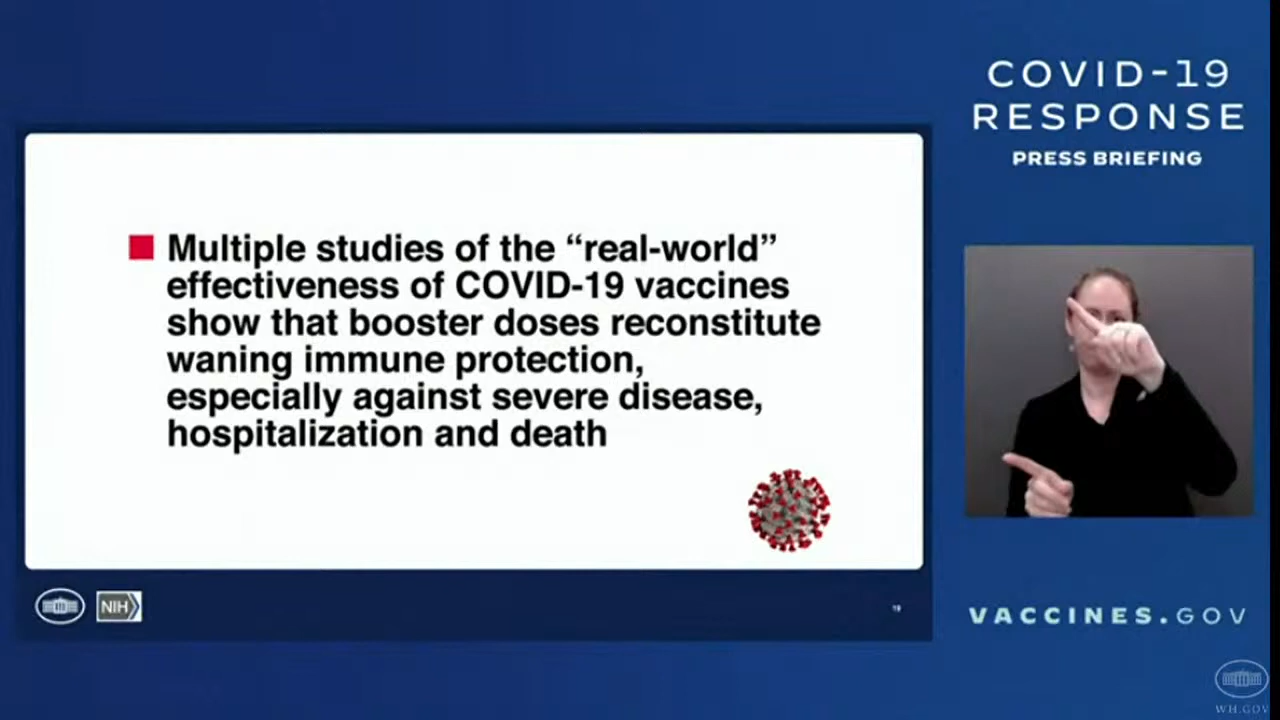 COVID-19
RESPONSE
PRESS BRIEFING
Multiple studies of the “real-world”
effectiveness of COVID-19 vaccines
show that booster doses reconstitute
waning immune protection,
especially against severe disease,
hospitalization and death
NIH
VACCINES.GOV
WH.GOV